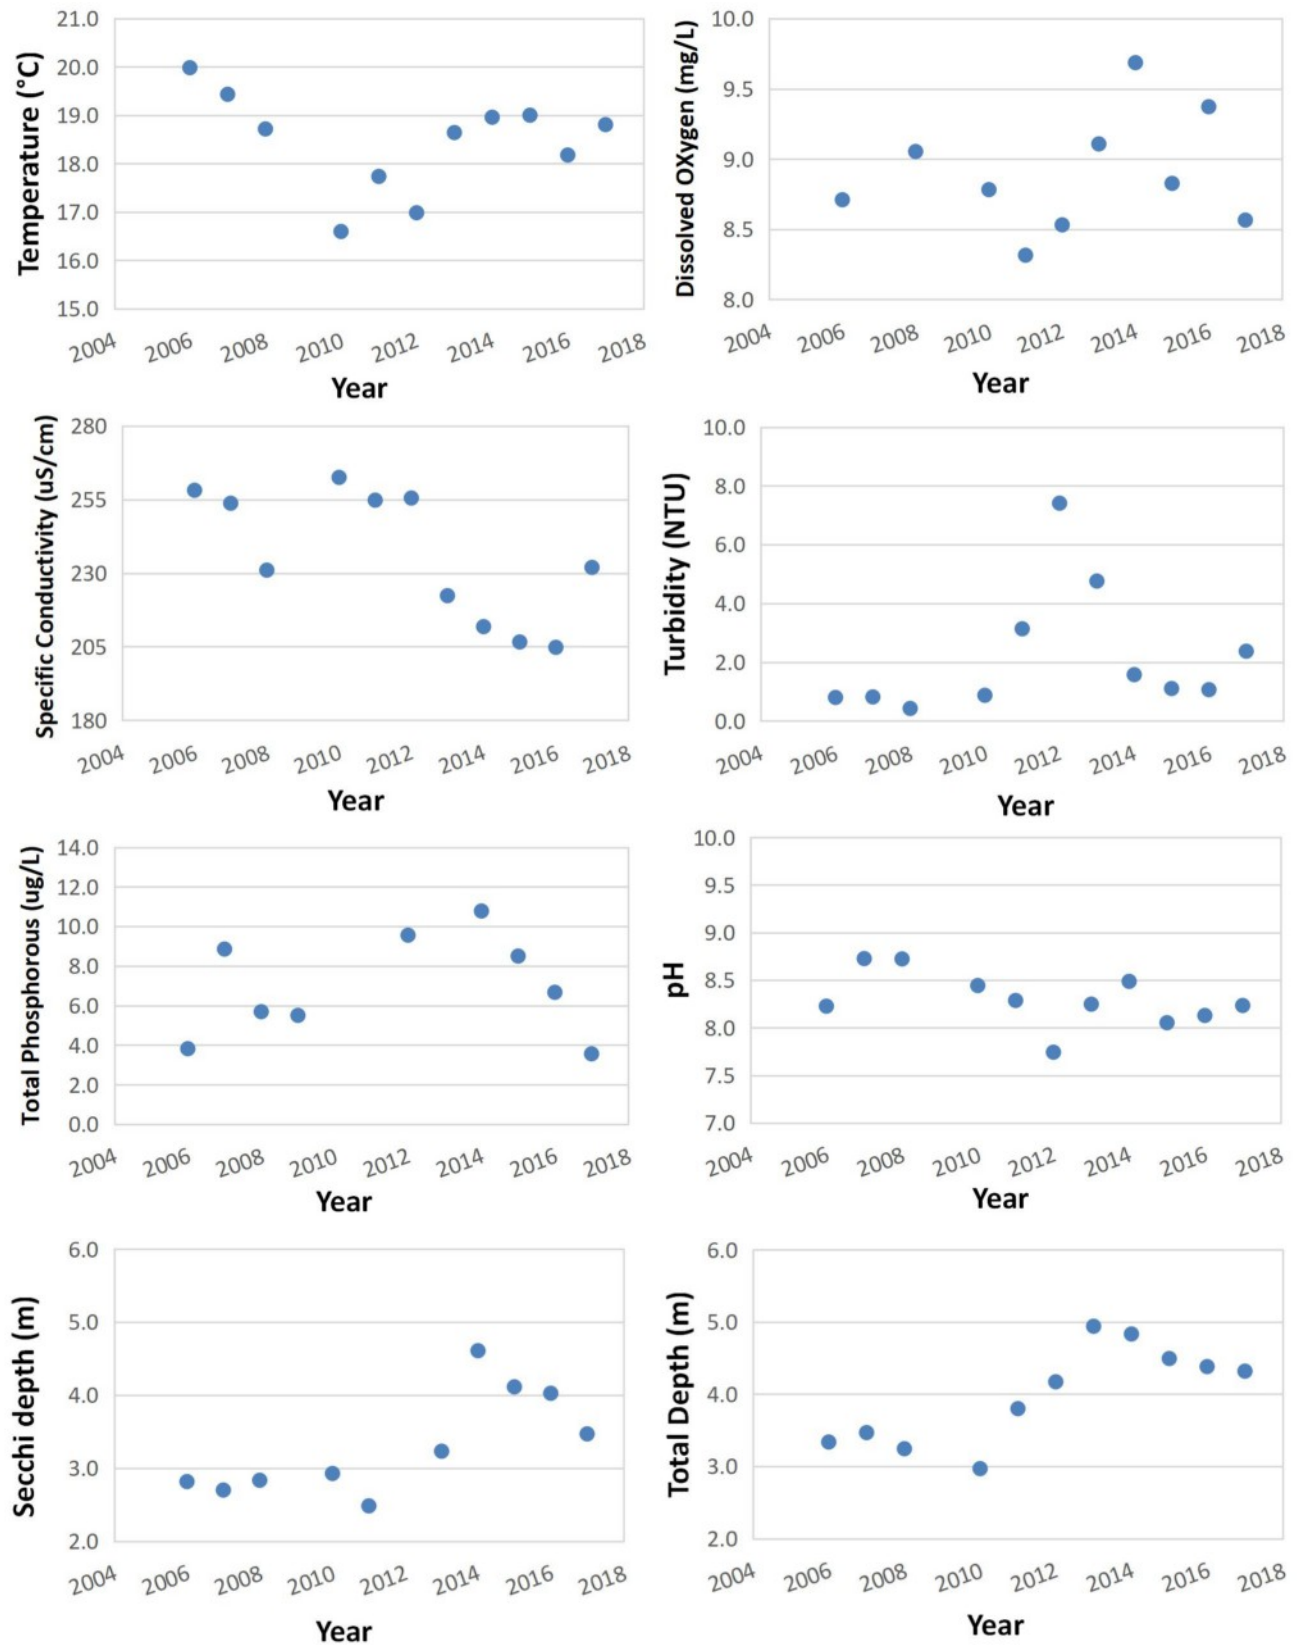 Temperature (°C)
21.0
20.0
19.0
18.0
17.0
16.0
15.0
2004 2006 2008 2010 2012 2014 2016 2018
Year
Dissolved OXygen (mg/L)
10.0
9.5
9.0
8.5
8.0
2004 2006 2008 2010 2012 2014 2016 2018
Year
Specific Conductivity (uS/cm)
280
255
230
205
180
2004 2006 2008 2010 2012 2014 2016 2018
Year
Turbidity (NTU)
10.0
8.0
6.0
4.0
2.0
0.0
2004 2006 2008 2010 2012 2014 2016 2018
Year
Total Phosphorous (ug/L)
14.0
12.0
10.0
8.0
6.0
4.0
2.0
0.0
2004 2006 2008 2010 2012 2014 2016 2018
Year
pH
10.0
9.5
9.0
8.5
8.0
7.5
7.0
2004 2006 2008 2010 2012 2014 2016 2018
Year
Secchi depth (m)
6.0
5.0
4.0
3.0
2.0
2004 2006 2008 2010 2012 2014 2016 2018
Year
Total Depth (m)
6.0
5.0
4.0
3.0
2.0
2004 2006 2008 2010 2012 2014 2016 2018
Year